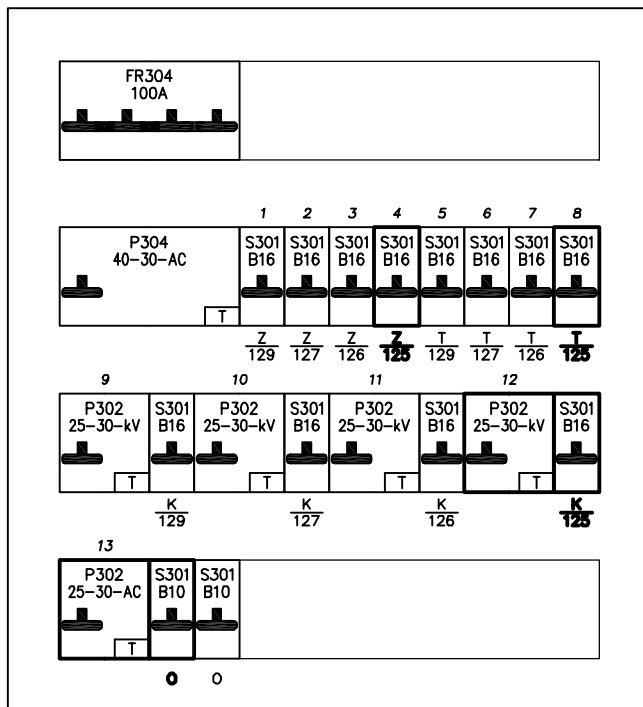 FR304
100A
1 2 3 4 5 6 7 8
P304
40-30-AC
T
S301 S301 S301 S301 S301 S301 S301 S301
B16 B16 B16 B16 B16 B16 B16 B16
Z Z Z Z T T T T
129 127 126 125 129 127 126 125
9 10 11 12
P302 S301 P302 S301 P302 S301 P302 S301
25-30-kV B16 25-30-kV B16 25-30-kV B16 25-30-kV B16
T T T T
K K K K
129 127 126 125
13
P302 S301 S301
25-30-AC B10 B10
T
O O